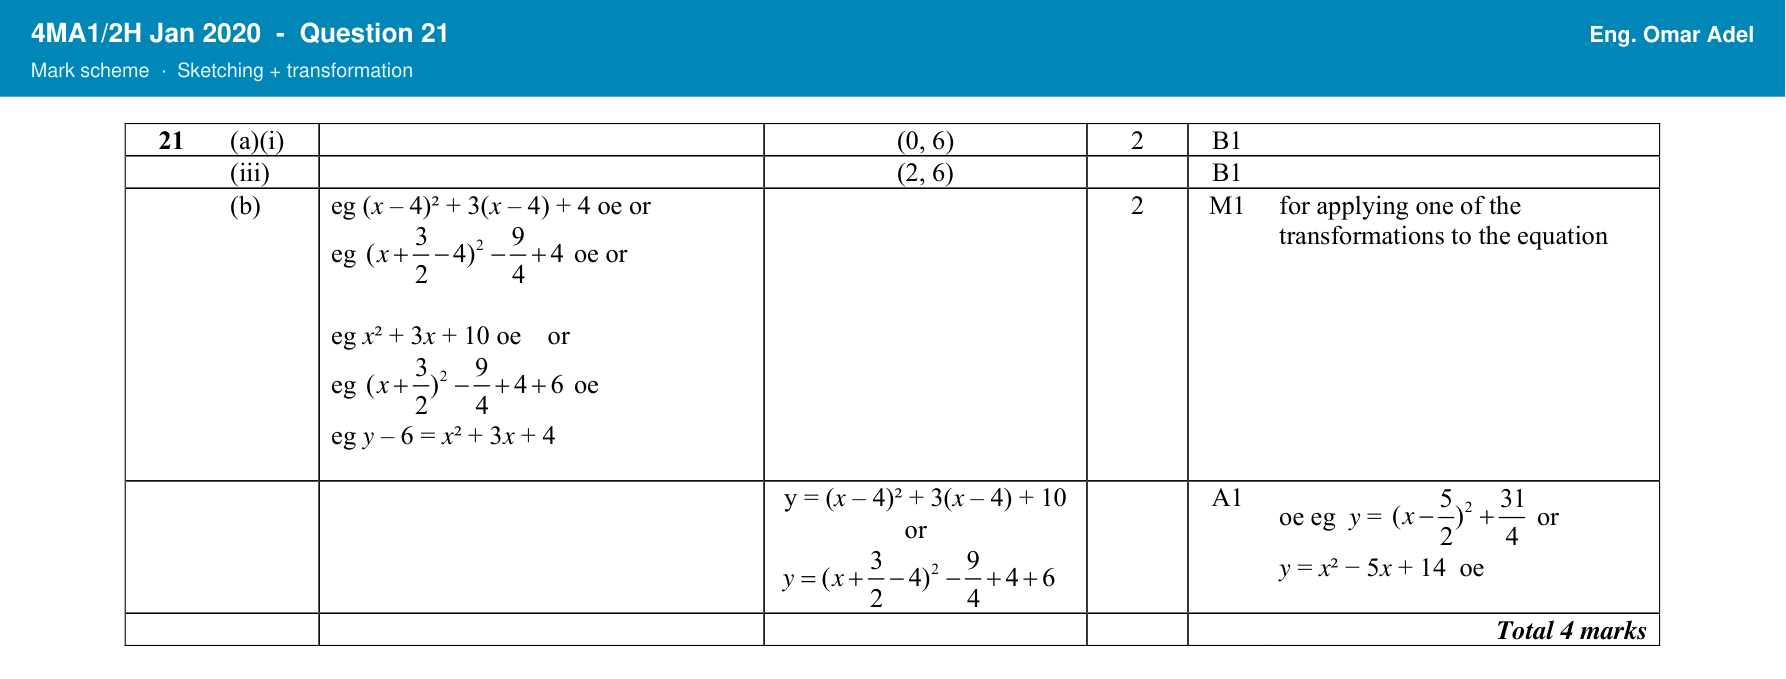 4MA1/2H Jan 2020 - Question 21
Eng. Omar Adel
Mark scheme · Sketching + transformation
21 (a)(i) (0, 6) 2 B1
(iii) (2, 6) B1
(b) eg (x – 4)² + 3(x – 4) + 4 oe or 2 M1 for applying one of the
transformations to the equation
eg (x + 3/2 − 4)² − 9/4 + 4 oe or
eg x² + 3x + 10 oe or
eg (x + 3/2)² − 9/4 + 4 + 6 oe
eg y – 6 = x² + 3x + 4
y = (x – 4)² + 3(x – 4) + 10 A1
or
y = (x + 3/2 − 4)² − 9/4 + 4 + 6
oe eg y = (x − 5/2)² + 31/4 or
y = x² − 5x + 14 oe
Total 4 marks